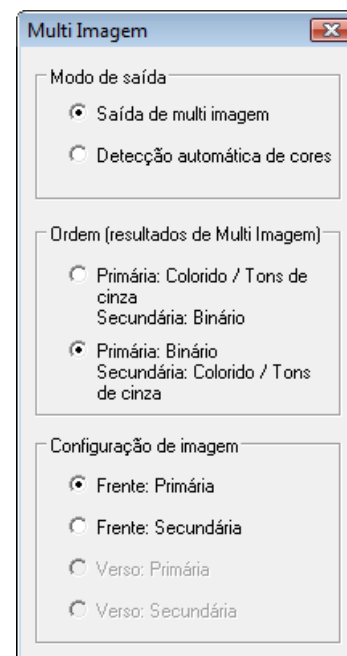 Multi Imagem
Modo de saída
Saída de multi imagem
Detecção automática de cores
Ordem (resultados de Multi Imagem)
Primária: Colorido / Tons de
cinza
Secundária: Binário
Primária: Binário
Secundária: Colorido / Tons
de cinza
Configuração de imagem
Frente: Primária
Frente: Secundária
Verso: Primária
Verso: Secundária